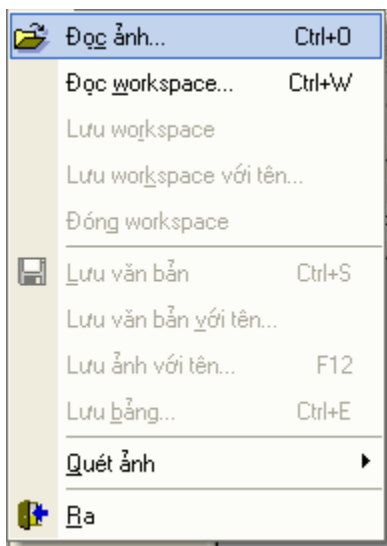 Đọc ảnh... Ctrl+O
Đọc workspace... Ctrl+W
Lưu workspace
Lưu workspace với tên...
Đóng workspace
Lưu văn bản Ctrl+S
Lưu văn bản với tên...
Lưu ảnh với tên... F12
Lưu bảng... Ctrl+E
Quét ảnh
Ra